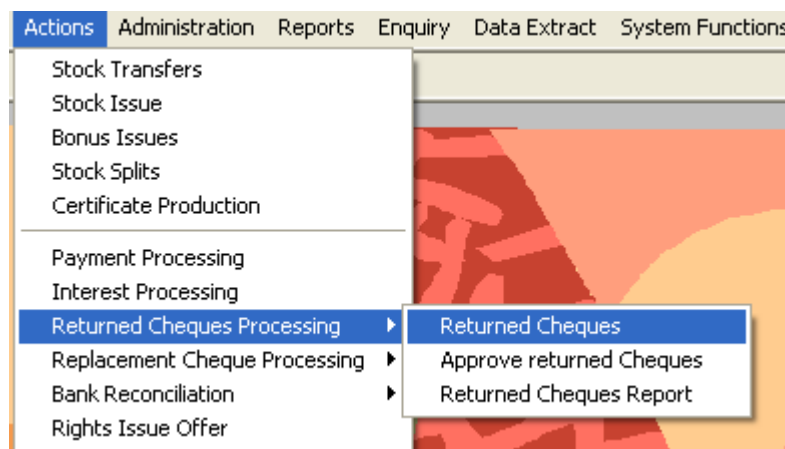 Actions Administration Reports Enquiry Data Extract System Functions
Stock Transfers
Stock Issue
Bonus Issues
Stock Splits
Certificate Production
Payment Processing
Interest Processing
Returned Cheques Processing
Returned Cheques
Replacement Cheque Processing
Approve returned Cheques
Bank Reconciliation
Returned Cheques Report
Rights Issue Offer